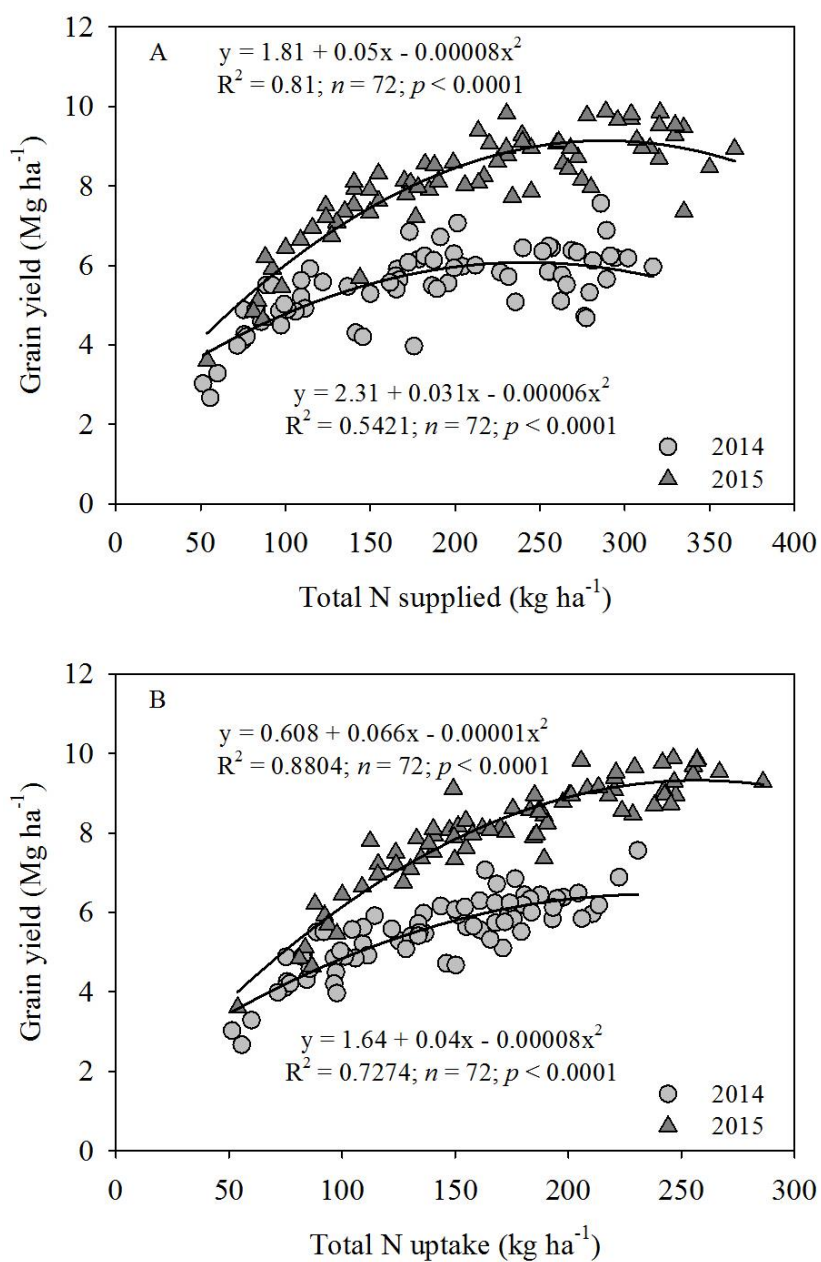 A
y = 1.81 + 0.05x - 0.00008x²
R² = 0.81; n = 72; p < 0.0001
12
10
8
6
4
2
0
Grain yield (Mg ha⁻¹)
y = 2.31 + 0.031x - 0.00006x²
R² = 0.5421; n = 72; p < 0.0001
2014
2015
0 50 100 150 200 250 300 350 400
Total N supplied (kg ha⁻¹)
B
y = 0.608 + 0.066x - 0.00001x²
R² = 0.8804; n = 72; p < 0.0001
12
10
8
6
4
2
0
Grain yield (Mg ha⁻¹)
y = 1.64 + 0.04x - 0.00008x²
R² = 0.7274; n = 72; p < 0.0001
2014
2015
0 50 100 150 200 250 300
Total N uptake (kg ha⁻¹)